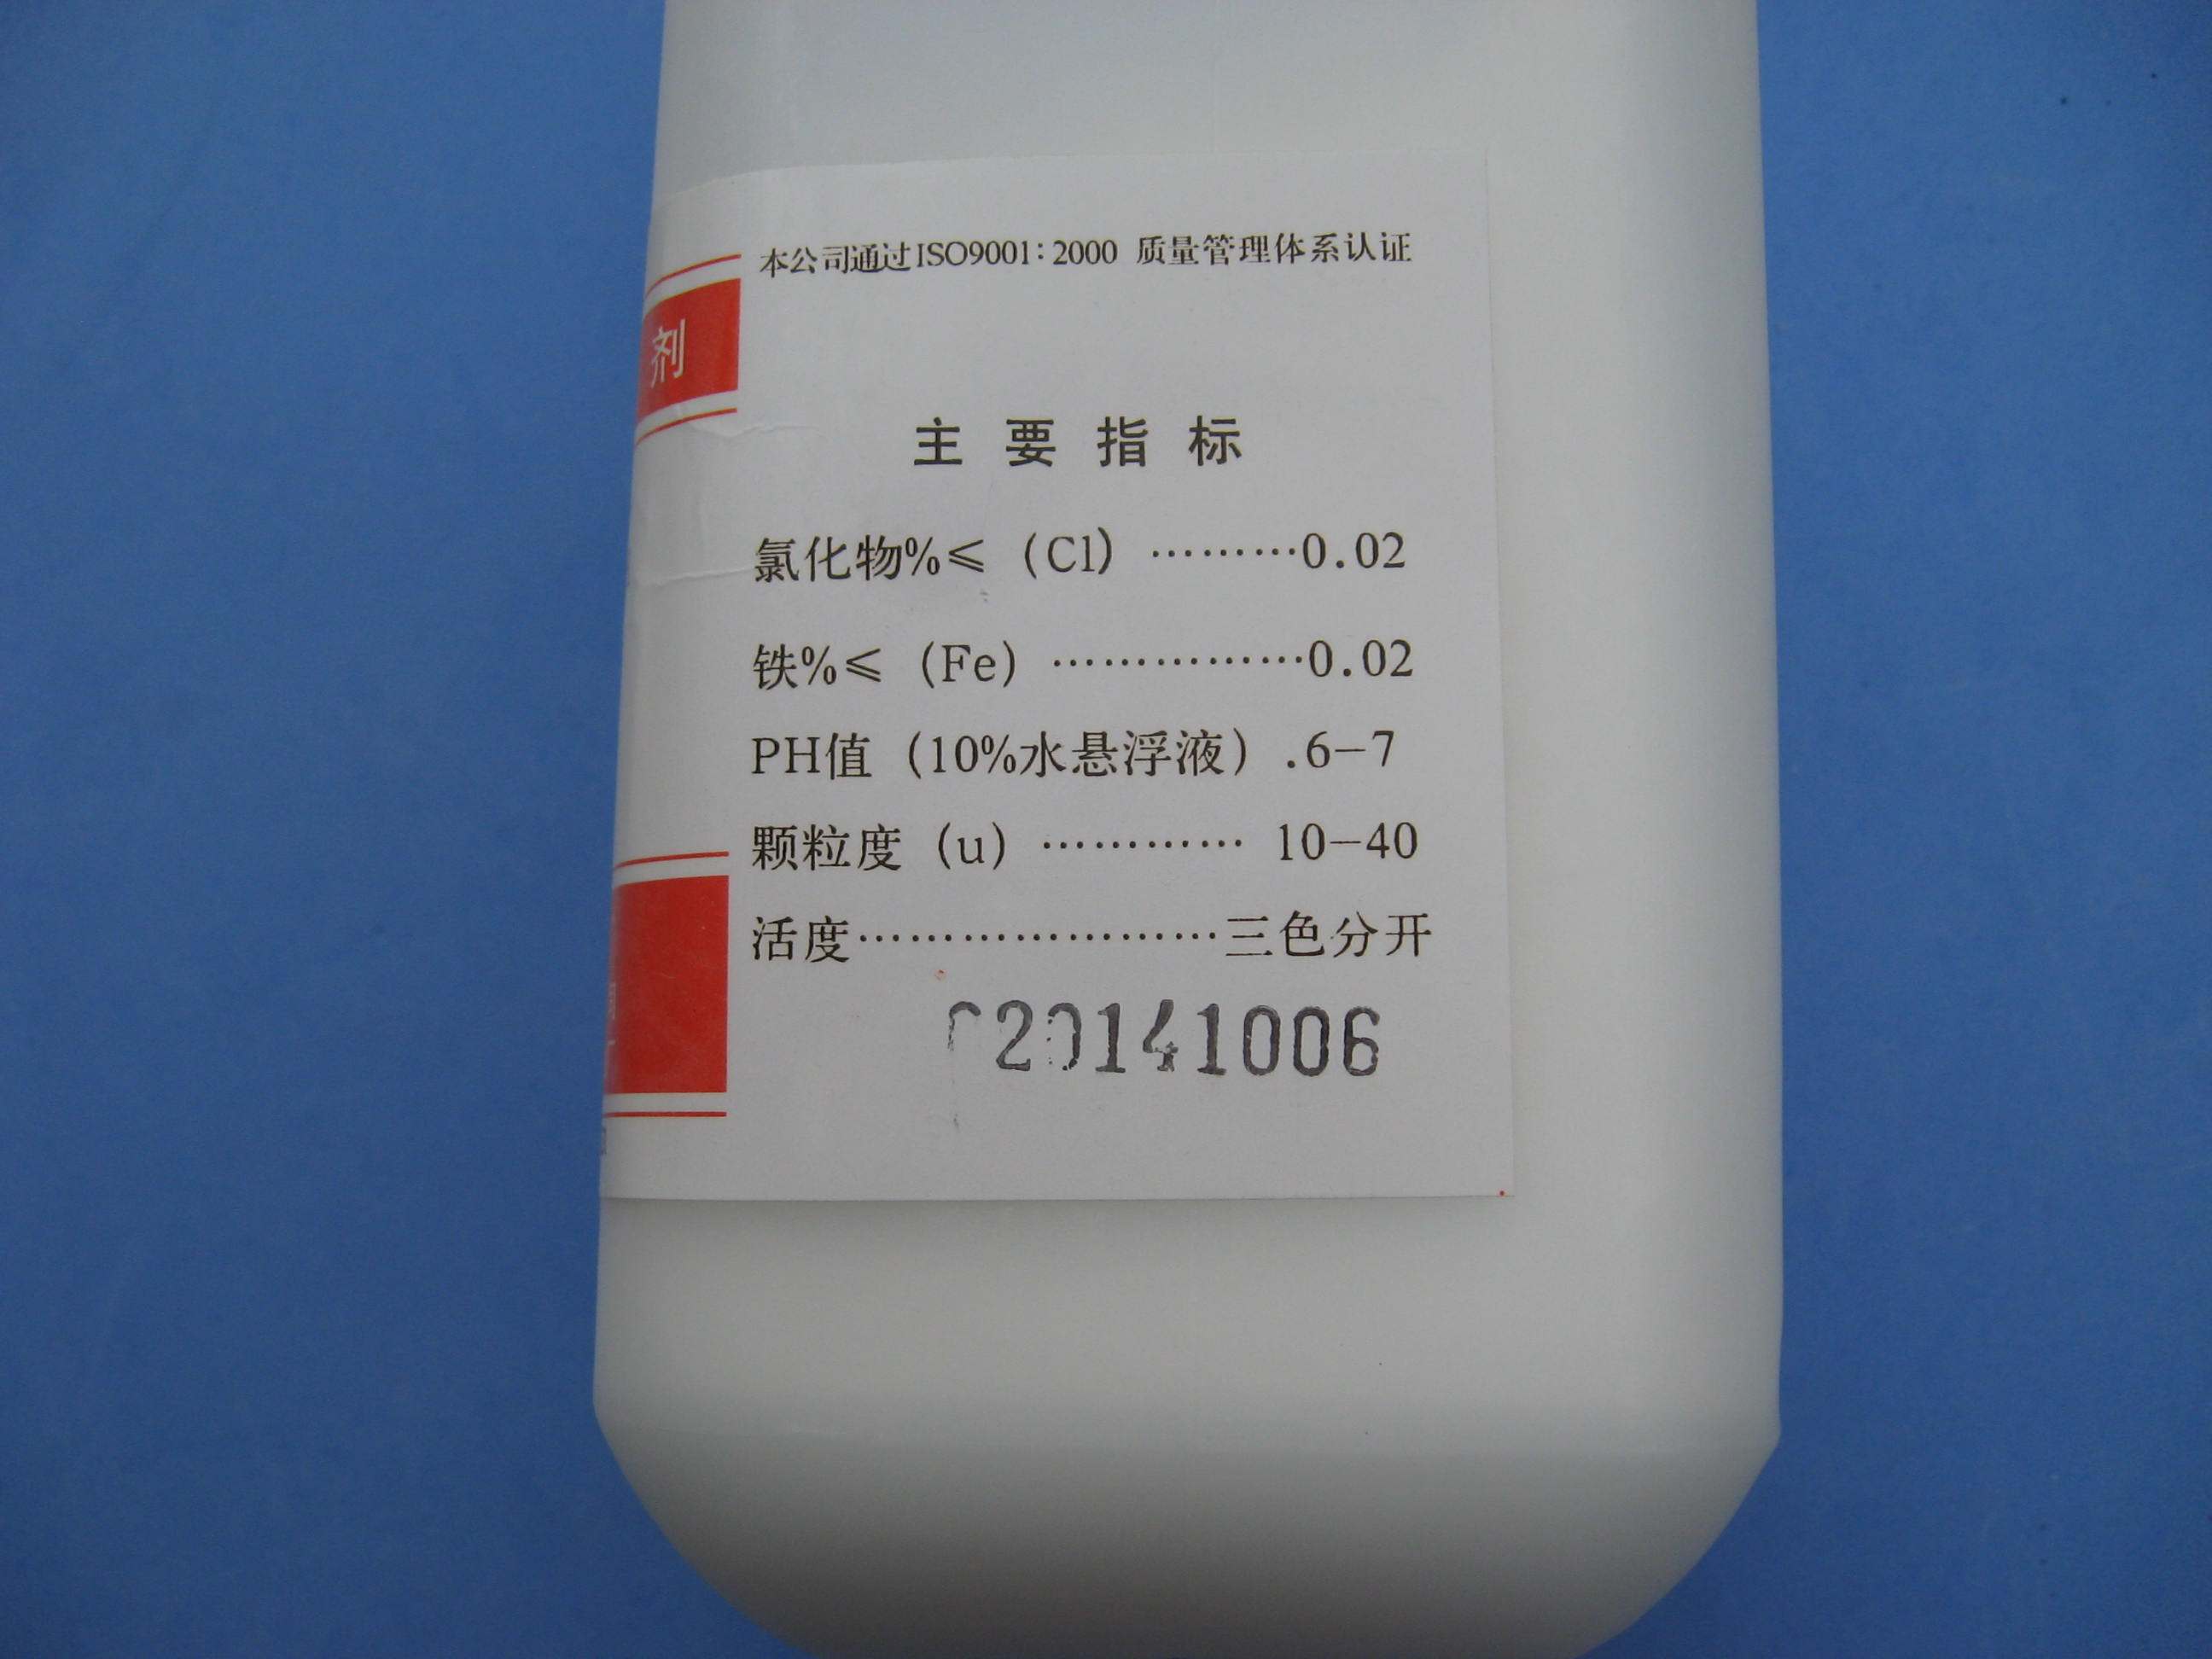 本公司通过ISO9001:2000 质量管理体系认证
剂
主要指标
氯化物%≤(Cl)………0.02
铁%≤(Fe)……………0.02
PH值(10%水悬浮液).6-7
颗粒度(u)………… 10-40
活度…………………三色分开
20141006